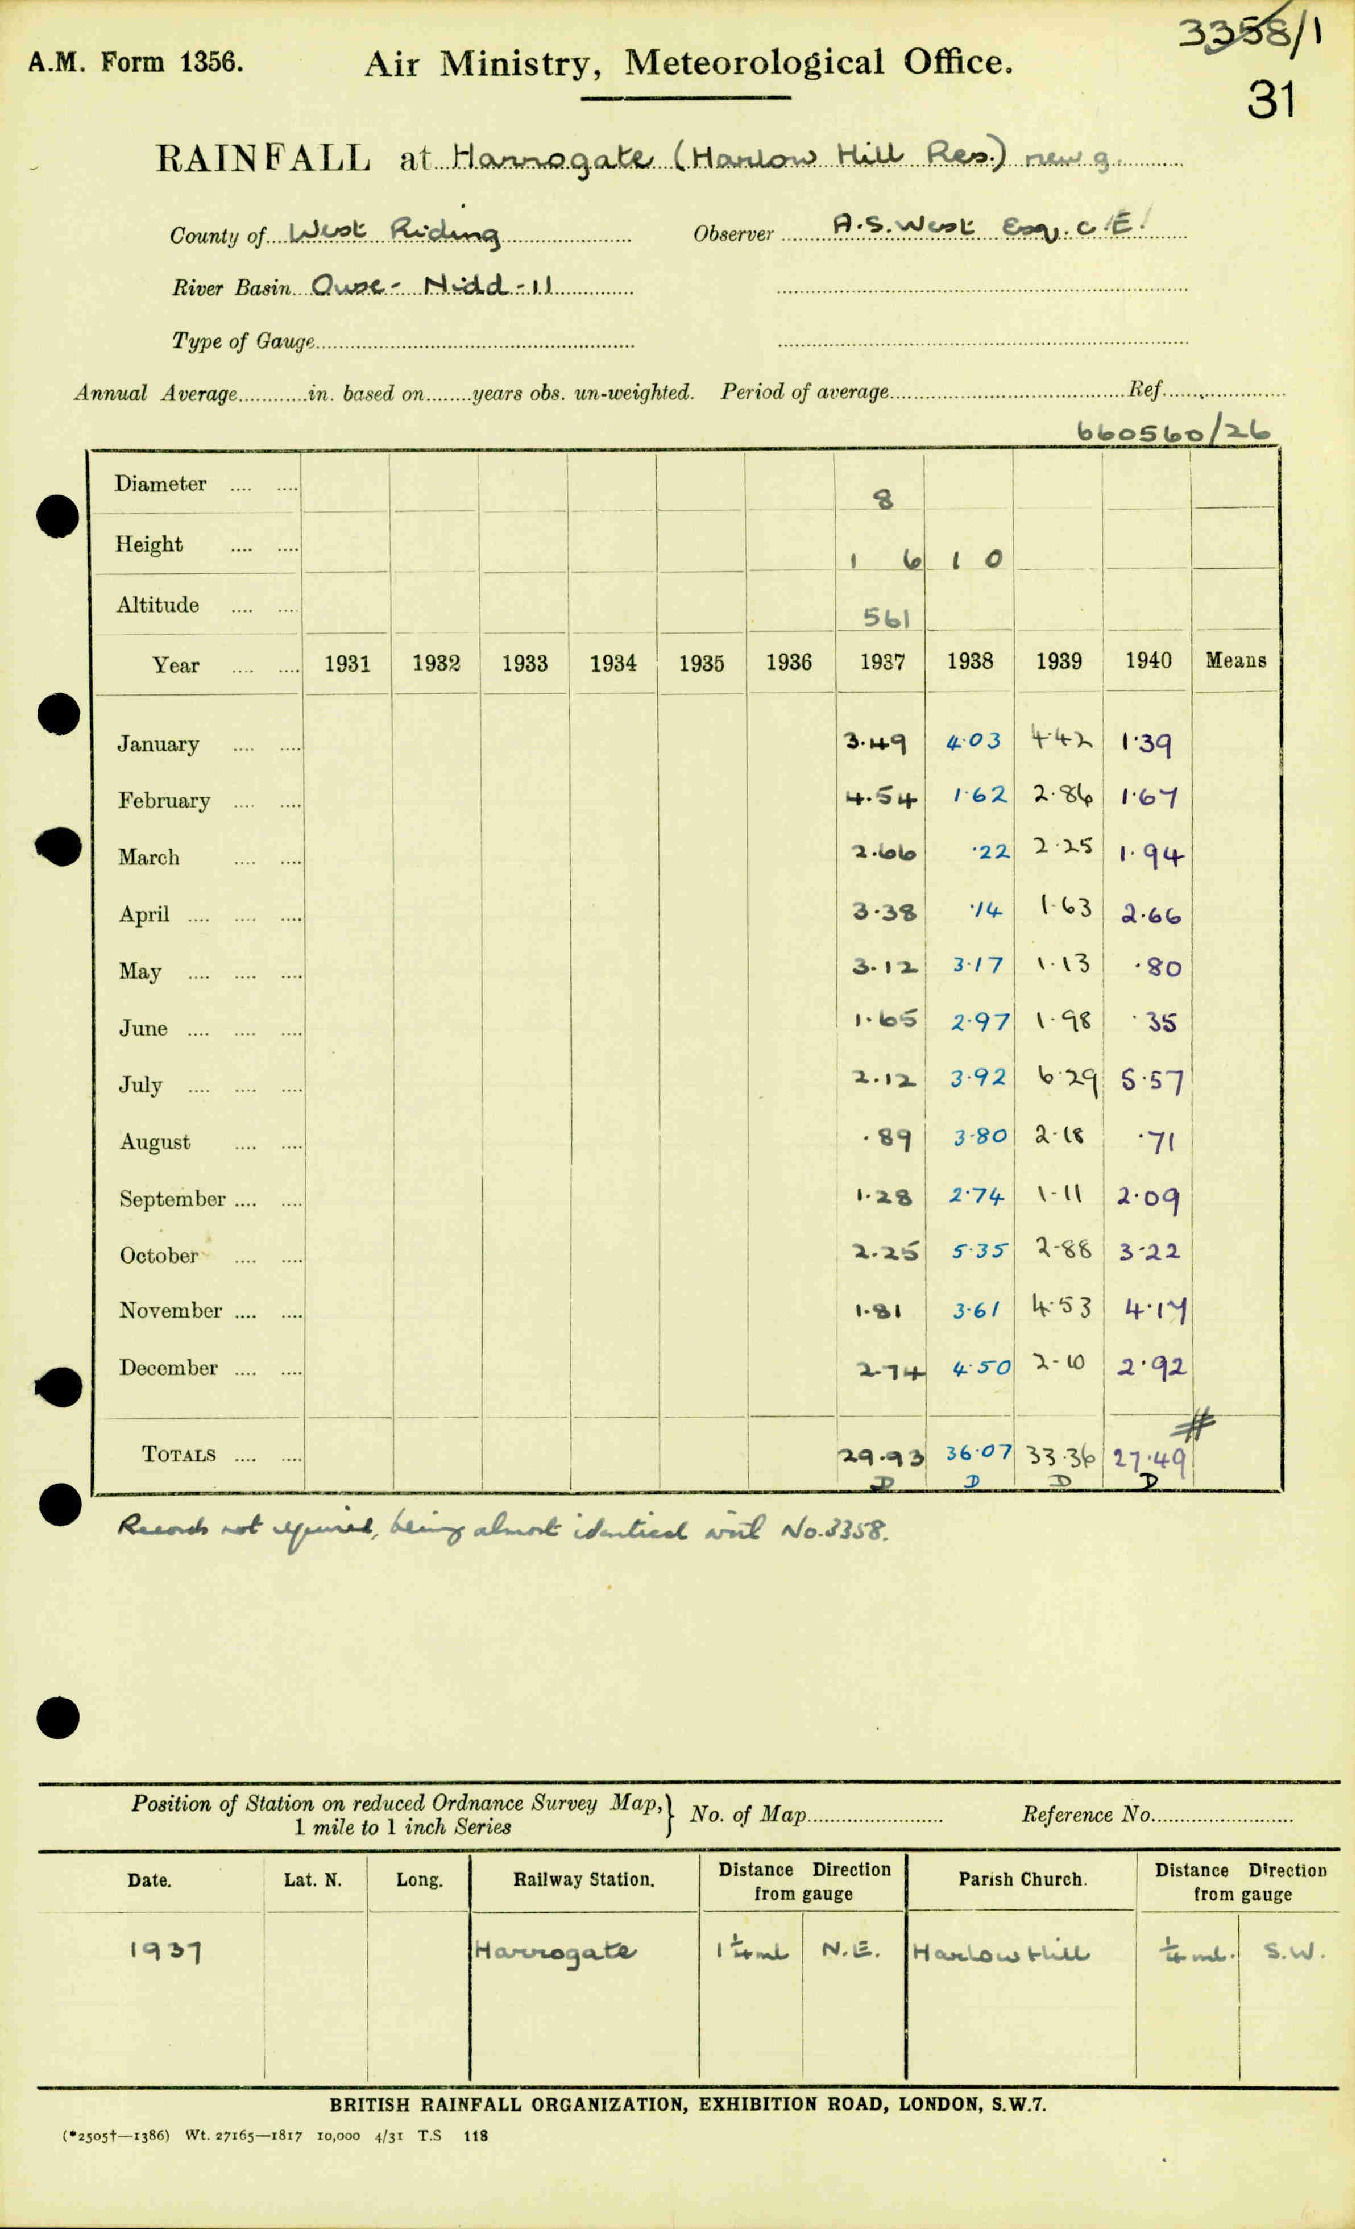 3358/1
A.M. Form 1356. Air Ministry, Meteorological Office.
31
RAINFALL at Harrogate (Harlow Hill Res.) new g.
County of West Riding Observer A.S. West Esq. C.E.
River Basin Ouse - Nidd - 11
Type of Gauge
Annual Average in. based on years obs. un-weighted. Period of average Ref.
660560/26
Diameter 8
Height 1 6 1 0
Altitude 561
Year 1931 1932 1933 1934 1935 1936 1937 1938 1939 1940 Means
January 3.49 4.03 4.42 1.39
February 4.54 1.62 2.86 1.67
March 2.66 .22 2.25 1.94
April 3.38 .14 1.63 2.66
May 3.12 3.17 1.13 .80
June 1.65 2.97 1.98 .35
July 2.12 3.92 6.29 5.57
August .89 3.80 2.18 .71
September 1.28 2.74 1.11 2.09
October 2.25 5.35 2.88 3.22
November 1.81 3.61 4.53 4.17
December 2.74 4.50 2.10 2.92
#
TOTALS 29.93 36.07 33.36 27.49
D D D D
Records not required, being almost identical with No. 3358.
Position of Station on reduced Ordnance Survey Map, } No. of Map Reference No.
1 mile to 1 inch Series
Date. Lat. N. Long. Railway Station. Distance Direction from gauge Parish Church. Distance Direction from gauge
1937 Harrogate 1¼ ml N.E. Harlow Hill ¼ ml. S.W.
BRITISH RAINFALL ORGANIZATION, EXHIBITION ROAD, LONDON, S.W.7.
(*2505†—1386) Wt. 27165—1817 10,000 4/31 T.S 118